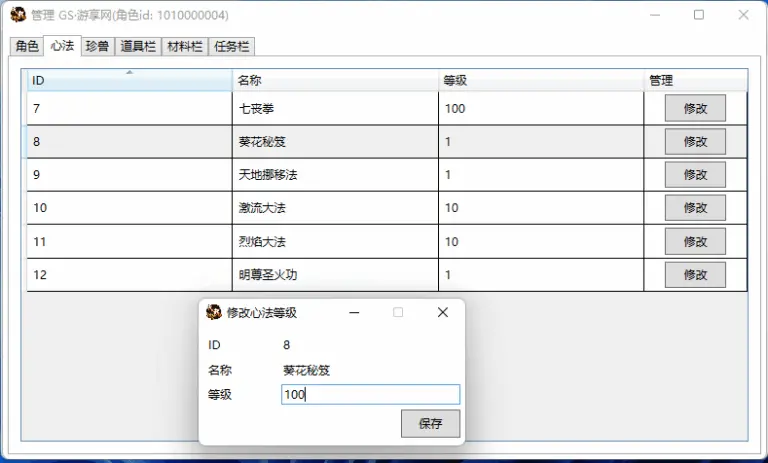 管理 GS·游享网(角色id: 1010000004)
角色 心法 珍兽 道具栏 材料栏 任务栏
ID 名称 等级 管理
7 七丧拳 100 修改
8 葵花秘笈 1 修改
9 天地挪移法 1 修改
10 激流大法 10 修改
11 烈焰大法 10 修改
12 明尊圣火功 1 修改
修改心法等级
ID 8
名称 葵花秘笈
等级 100
保存